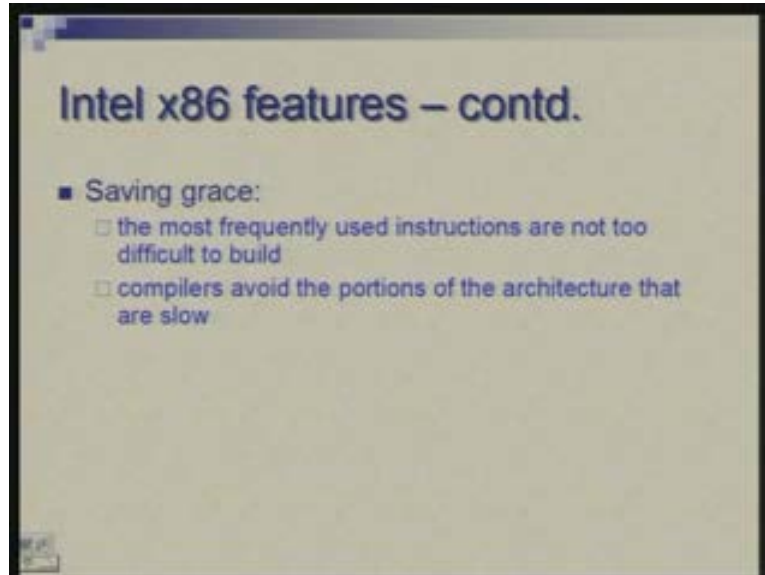 Intel x86 features – contd.
Saving grace:
the most frequently used instructions are not too
difficult to build
compilers avoid the portions of the architecture that
are slow